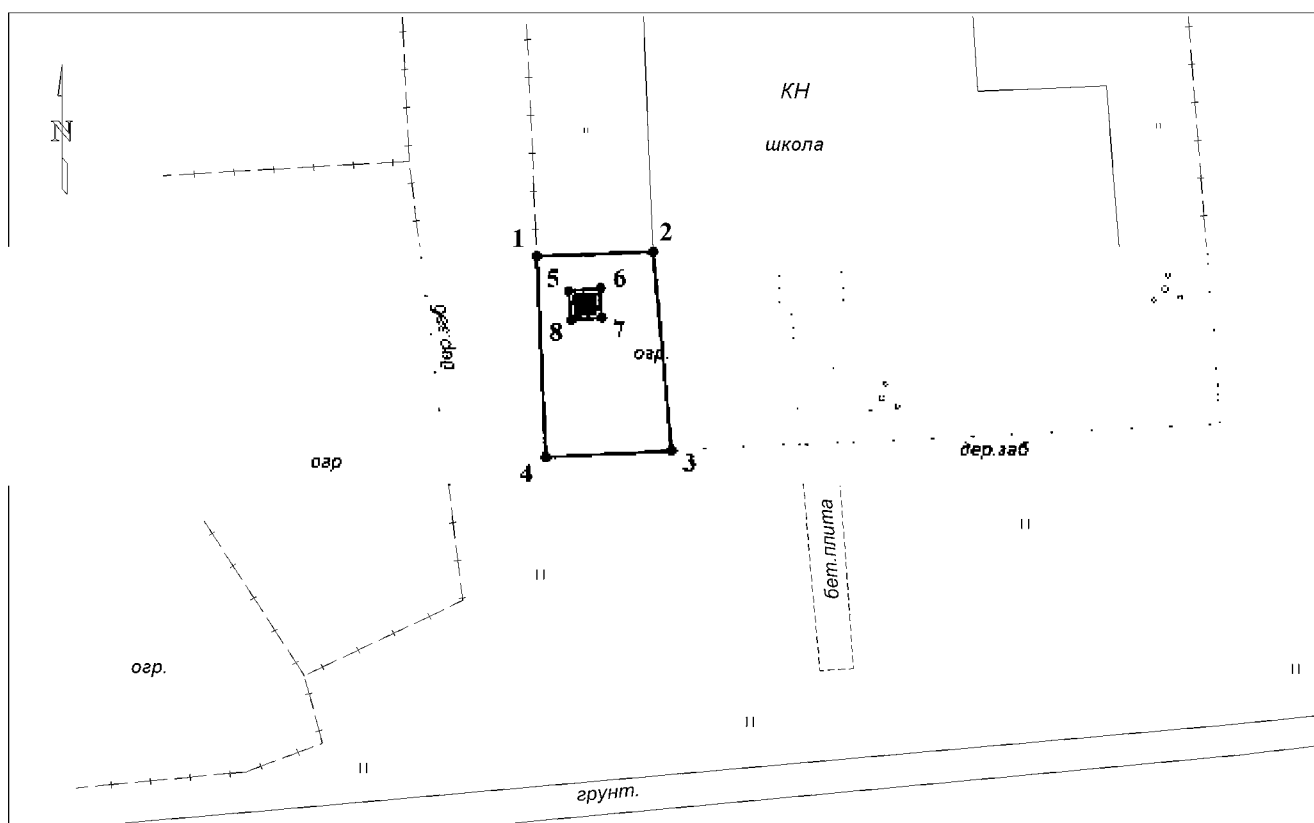 КН
N
школа
1
2
5
6
8
7
дер.заб
огр.
огр
4
3
дер.заб
бет.плита
огр.
грунт.